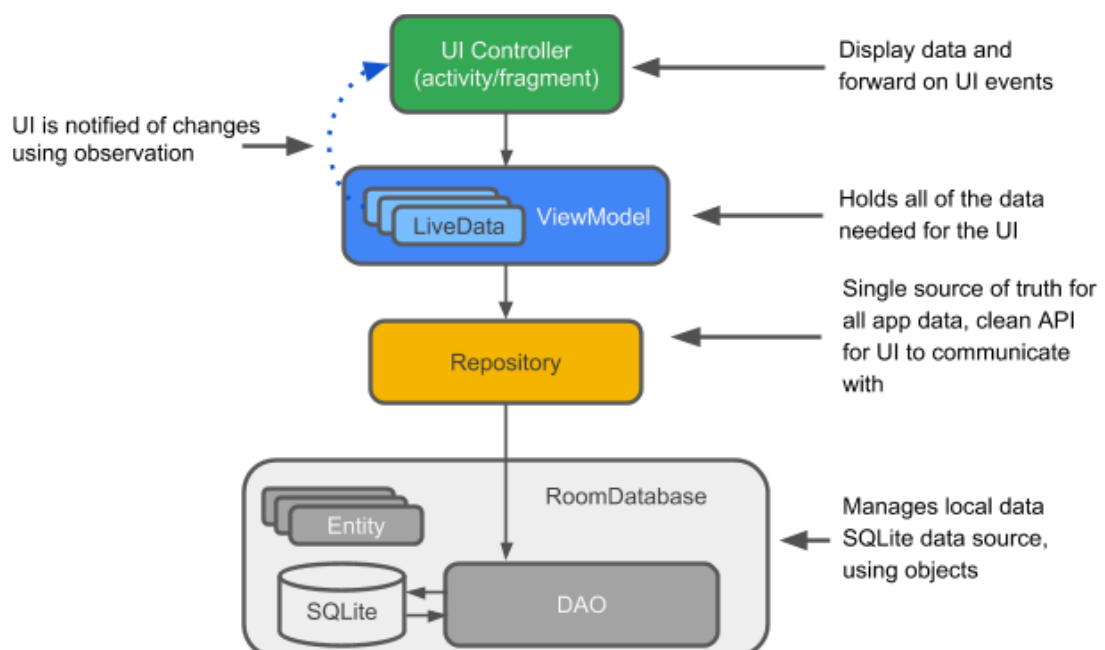 UI Controller
(activity/fragment)
Display data and
forward on UI events
UI is notified of changes
using observation
LiveData
ViewModel
Holds all of the data
needed for the UI
Single source of truth for
all app data, clean API
for UI to communicate
with
Repository
RoomDatabase
Entity
Manages local data
SQLite data source,
using objects
SQLite
DAO